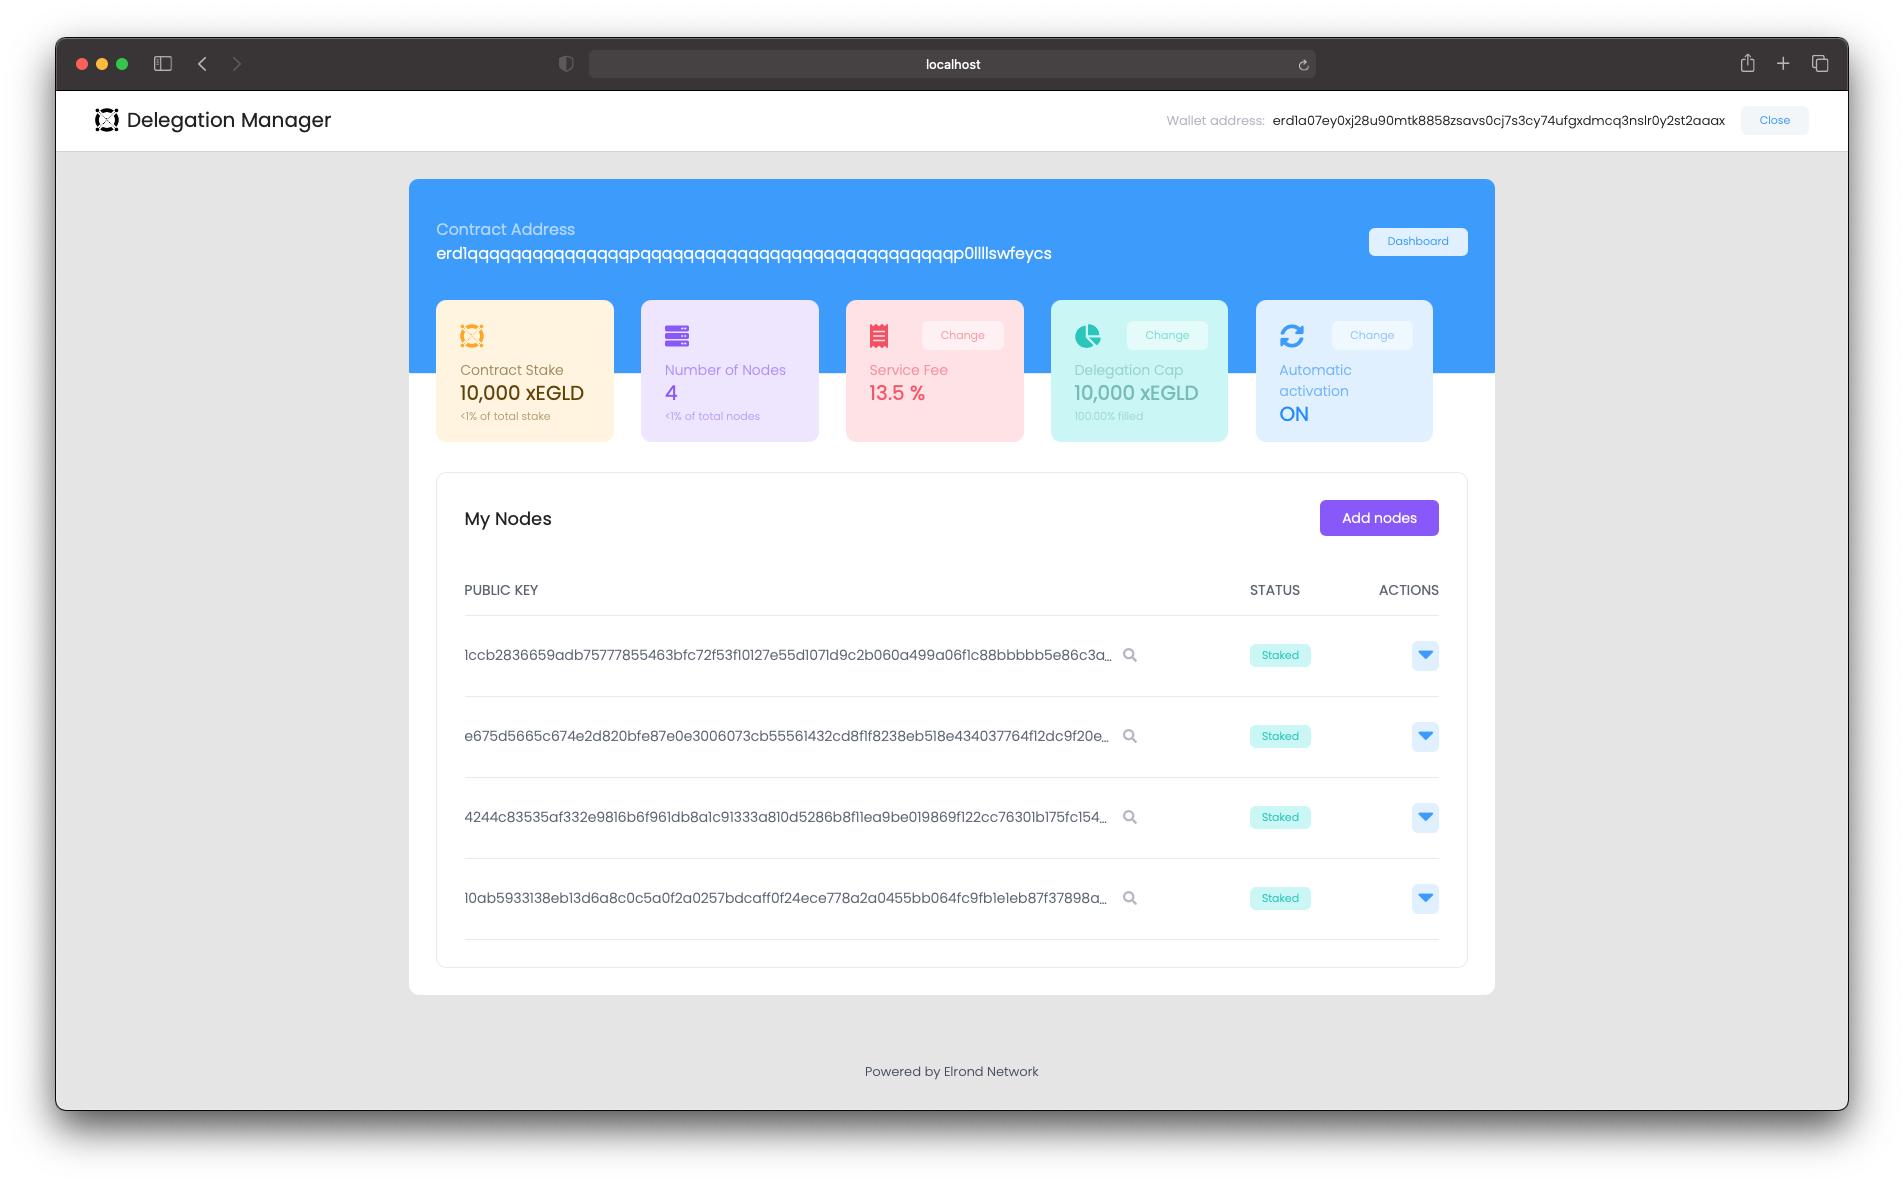 localhost
Delegation Manager
Wallet address: erd1a07ey0xj28u90mtk8858zsavs0cj7s3cy74ufgxdmcq3nslr0y2st2aaax Close
Contract Address
erd1qqqqqqqqqqqqqqqpqqqqqqqqqqqqqqqqqqqqqqqqqqqqqp0llllswfeycs
Dashboard
Contract Stake
10,000 xEGLD
<1% of total stake
Number of Nodes
4
<1% of total nodes
Change
Service Fee
13.5 %
Change
Delegation Cap
10,000 xEGLD
100.00% filled
Change
Automatic
activation
ON
My Nodes
Add nodes
PUBLIC KEY STATUS ACTIONS
1ccb2836659adb75777855463bfc72f53f10127e55d1071d9c2b060a499a06f1c88bbbbb5e86c3a... Staked
e675d5665c674e2d820bfe87e0e3006073cb55561432cd8f1f8238eb518e434037764f12dc9f20e... Staked
4244c83535af332e9816b6f961db8a1c91333a810d5286b8f11ea9be019869f122cc76301b175fc154... Staked
10ab5933138eb13d6a8c0c5a0f2a0257bdcaff0f24ece778a2a0455bb064fc9fb1e1eb87f37898a... Staked
Powered by Elrond Network